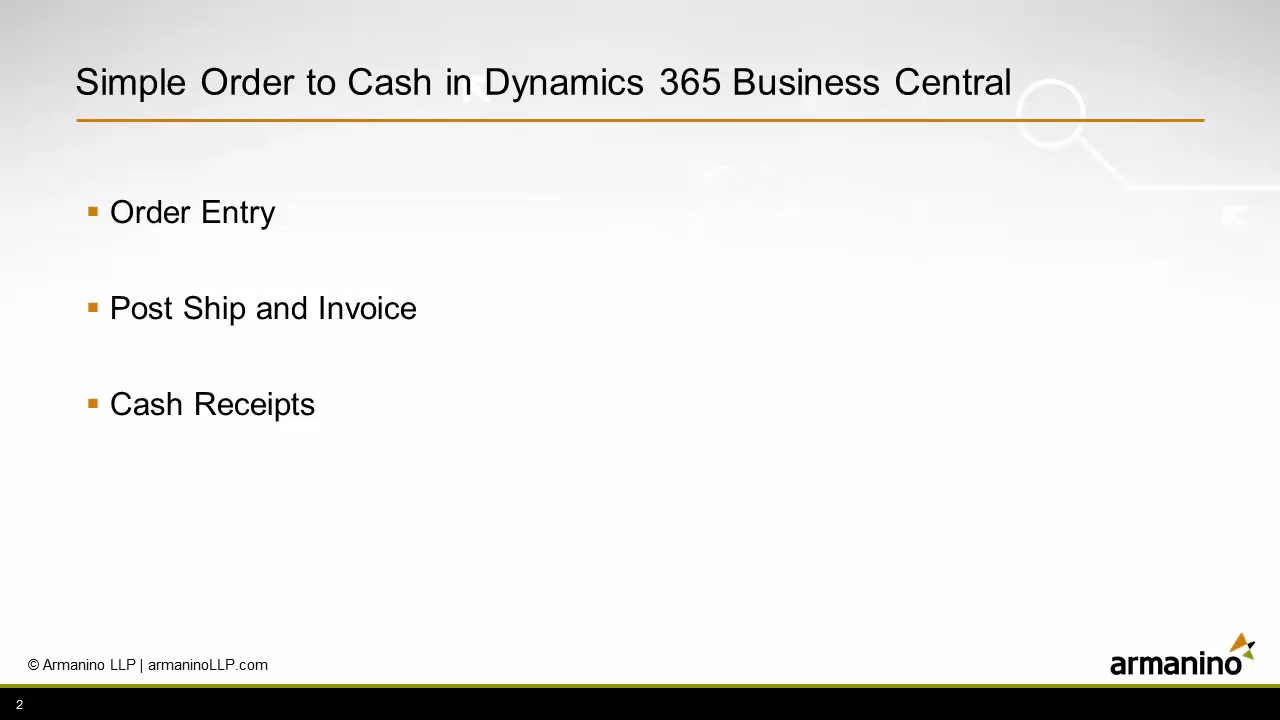 Simple Order to Cash in Dynamics 365 Business Central
▪ Order Entry
▪ Post Ship and Invoice
▪ Cash Receipts
© Armanino LLP | armaninoLLP.com
armanino
2